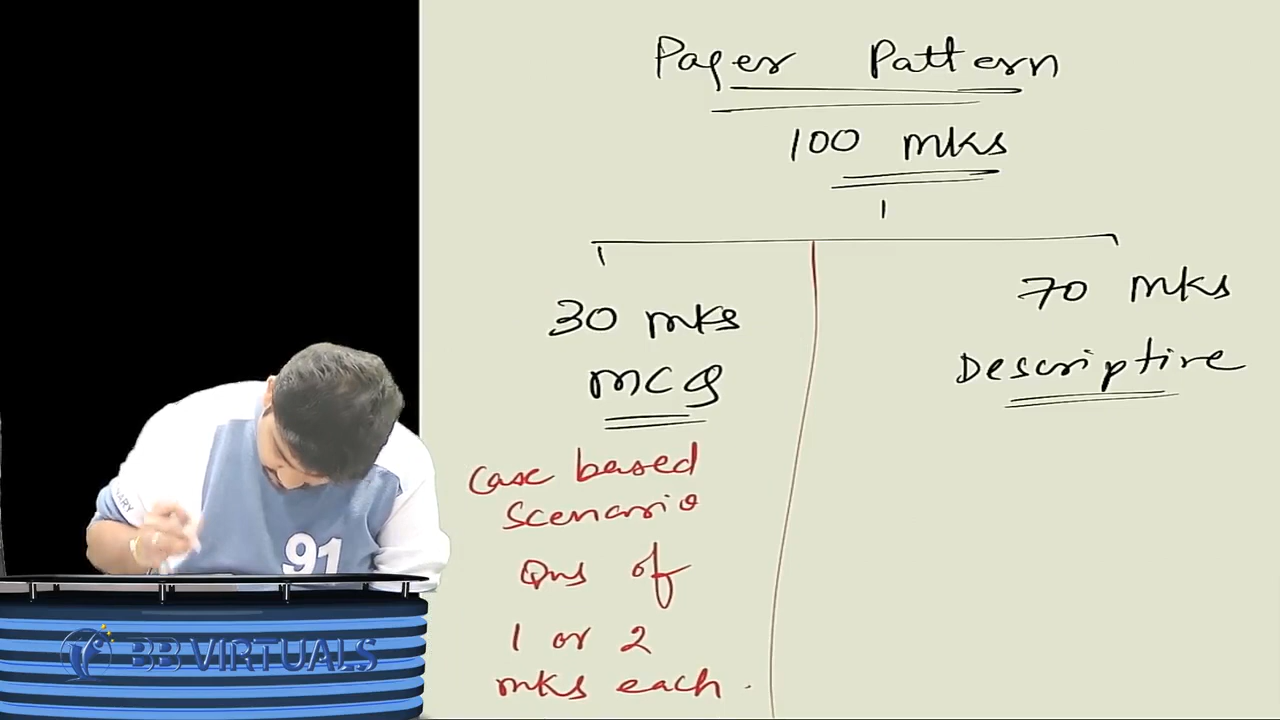 Paper Pattern
100 mks
30 mks
MCQ
Case based
Scenario
Qns of
1 or 2
mks each.
70 mks
Descriptive
91
BB VIRTUALS